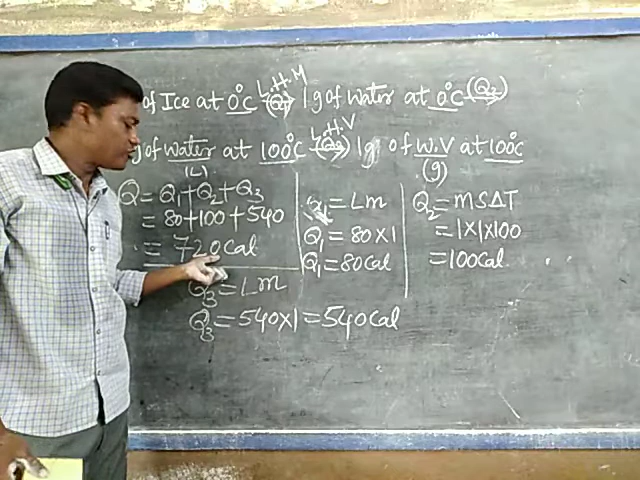 of Ice at 0°C L.H.M (Q1) 1g of water at 0°C (Q2)
g of water at 100°C L.H.V (Q3) 1g of W.V at 100°C
(L) (g)
Q = Q1 + Q2 + Q3
= 80 + 100 + 540
= 720 Cal
Q1 = Lm
Q1 = 80 X 1
Q1 = 80 Cal
Q2 = m S ΔT
= 1 X 1 X 100
= 100 Cal.
Q3 = Lm
Q3 = 540 X 1 = 540 Cal